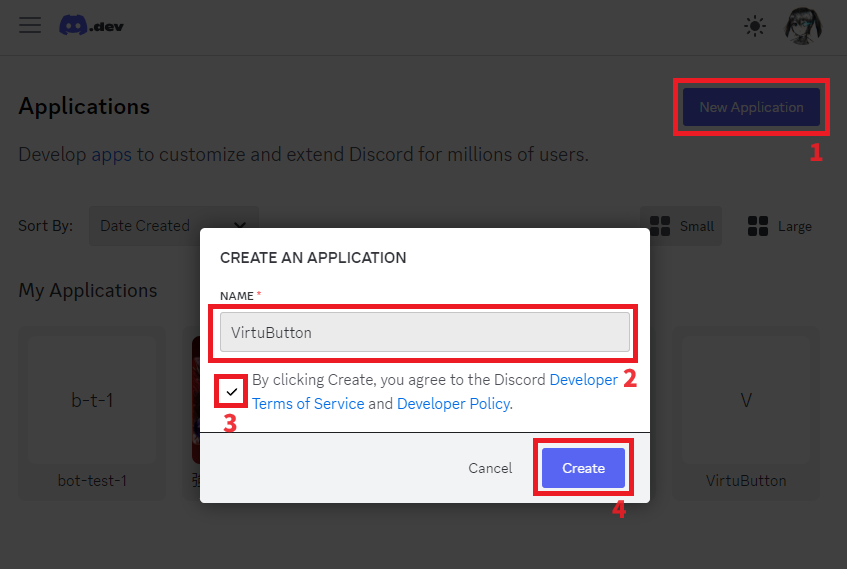 .dev
Applications
New Application
1
Develop apps to customize and extend Discord for millions of users.
Sort By: Date Created
Small Large
CREATE AN APPLICATION
NAME *
My Applications
VirtuButton
By clicking Create, you agree to the Discord Developer
2
Terms of Service and Developer Policy.
3
b-t-1
V
Cancel Create
4
bot-test-1
VirtuButton